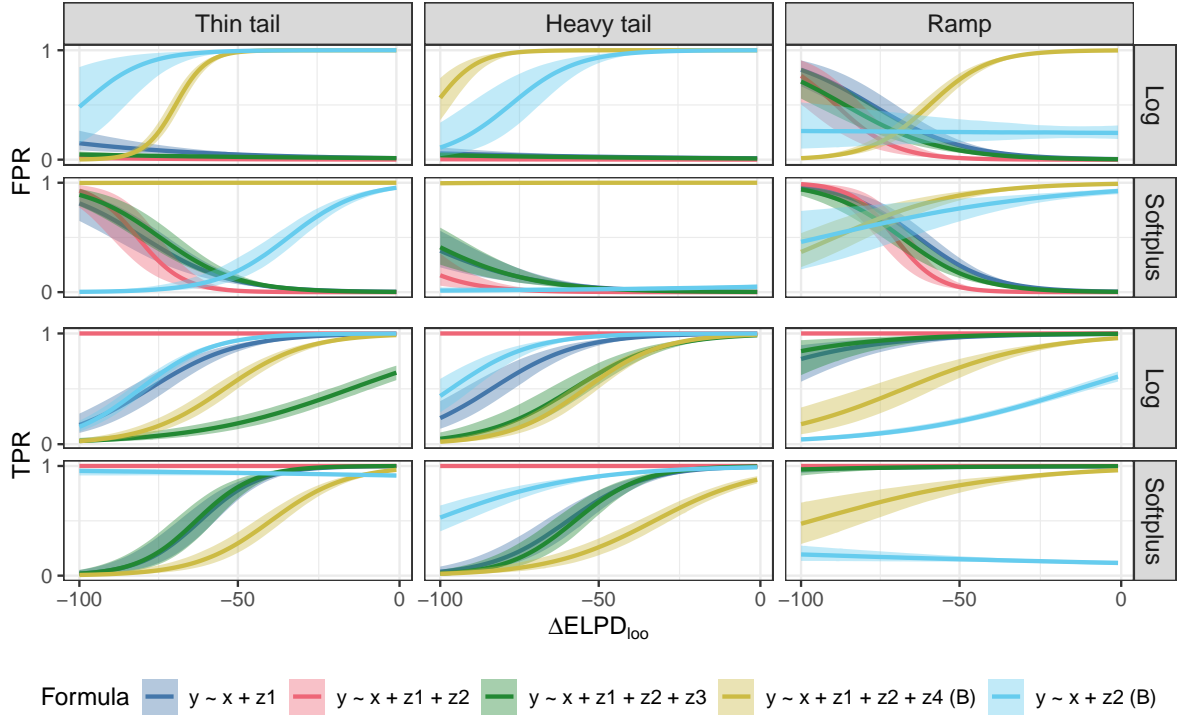 Thin tail Heavy tail Ramp
1
0
Log
FPR
1
0
Softplus
1
0
Log
TPR
1
0
Softplus
−100 −50 0 −100 −50 0 −100 −50 0
ΔELPD_loo
Formula y ~ x + z1 y ~ x + z1 + z2 y ~ x + z1 + z2 + z3 y ~ x + z1 + z2 + z4 (B) y ~ x + z2 (B)